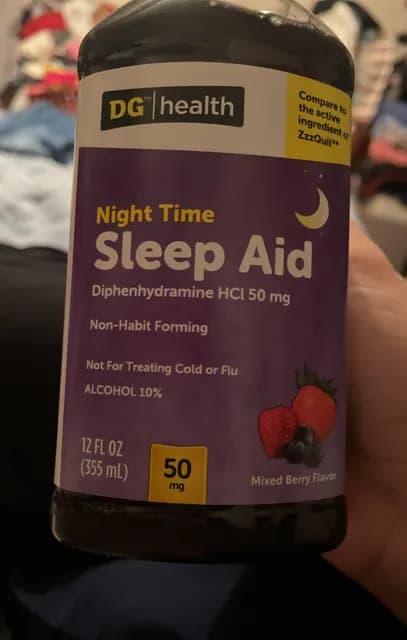 DG™ health
Compare to
the active
ingredient of
ZzzQuil®*
Night Time
Sleep Aid
Diphenhydramine HCl 50 mg
Non-Habit Forming
Not For Treating Cold or Flu
ALCOHOL 10%
12 FL OZ
(355 mL)
50
mg
Mixed Berry Flavor